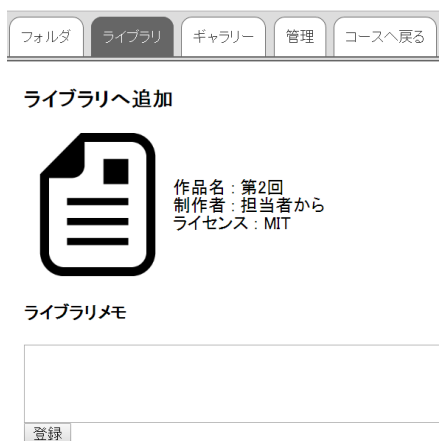 フォルダ
ライブラリ
ギャラリー
管理
コースへ戻る
ライブラリへ追加
作品名 : 第2回
制作者 : 担当者から
ライセンス : MIT
ライブラリメモ
登録